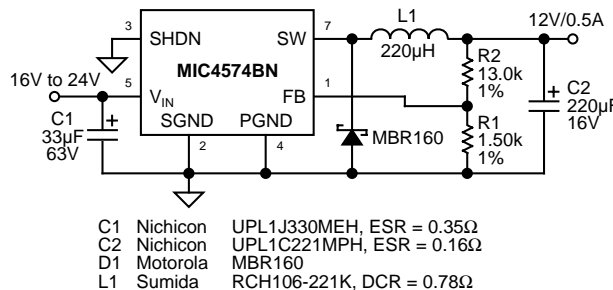 3 SHDN SW 7
L1
220µH
12V/0.5A
MIC4574BN
R2
13.0k
1%
16V to 24V
5 VIN FB 1
C2
220µF
16V
C1
33µF
63V
SGND PGND
2 4
MBR160
R1
1.50k
1%
C1 Nichicon UPL1J330MEH, ESR = 0.35Ω
C2 Nichicon UPL1C221MPH, ESR = 0.16Ω
D1 Motorola MBR160
L1 Sumida RCH106-221K, DCR = 0.78Ω